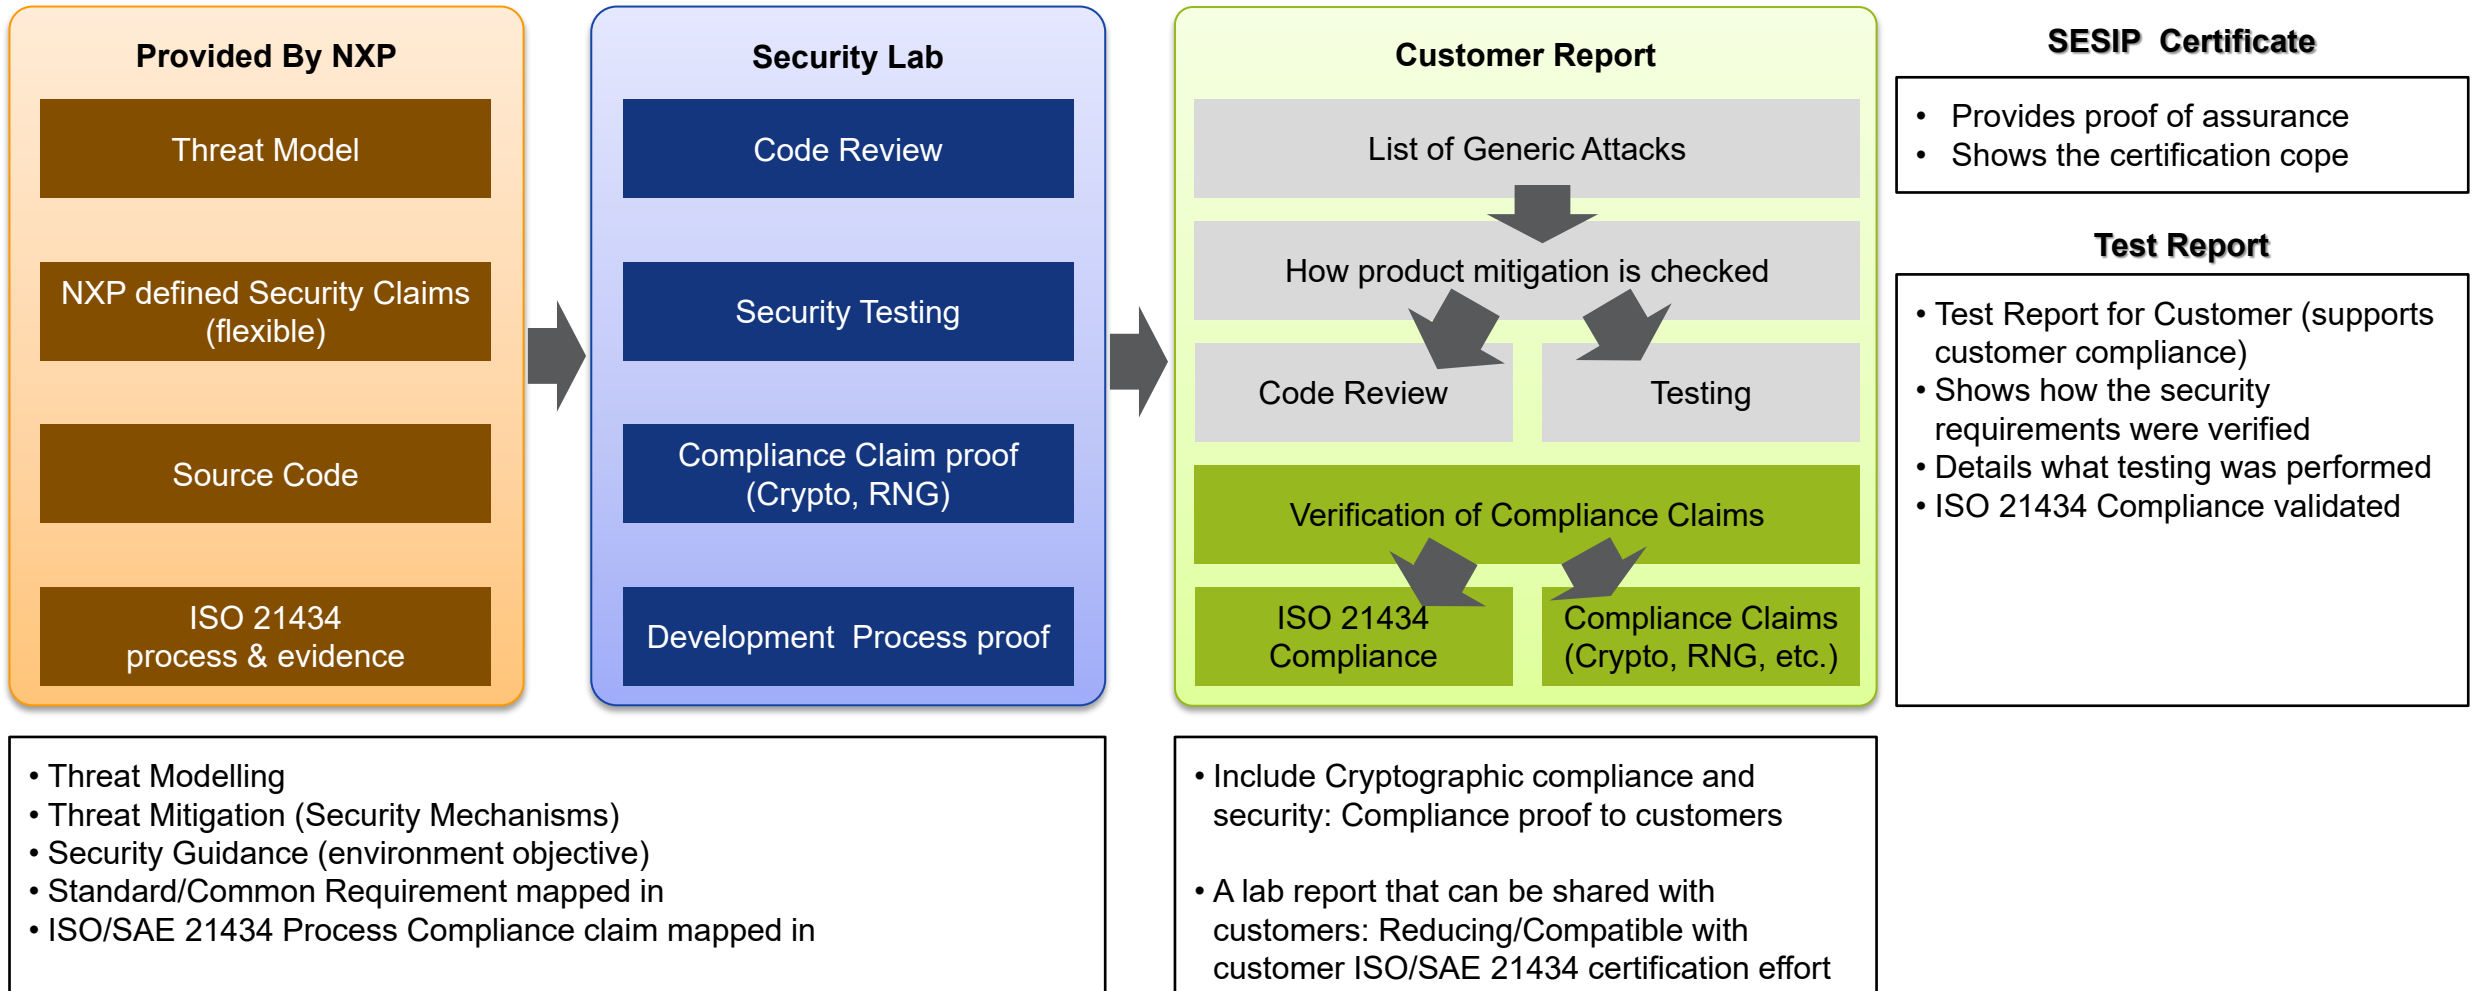 Provided By NXP
Threat Model
NXP defined Security Claims
(flexible)
Source Code
ISO 21434
process & evidence
Security Lab
Code Review
Security Testing
Compliance Claim proof
(Crypto, RNG)
Development  Process proof
Customer Report
List of Generic Attacks
How product mitigation is checked
Code Review
Testing
Verification of Compliance Claims
ISO 21434
Compliance
Compliance Claims
(Crypto, RNG, etc.)
SESIP  Certificate
• Provides proof of assurance
• Shows the certification cope
Test Report
• Test Report for Customer (supports
customer compliance)
• Shows how the security
requirements were verified
• Details what testing was performed
• ISO 21434 Compliance validated
• Threat Modelling
• Threat Mitigation (Security Mechanisms)
• Security Guidance (environment objective)
• Standard/Common Requirement mapped in
• ISO/SAE 21434 Process Compliance claim mapped in
• Include Cryptographic compliance and
security: Compliance proof to customers
• A lab report that can be shared with
customers: Reducing/Compatible with
customer ISO/SAE 21434 certification effort